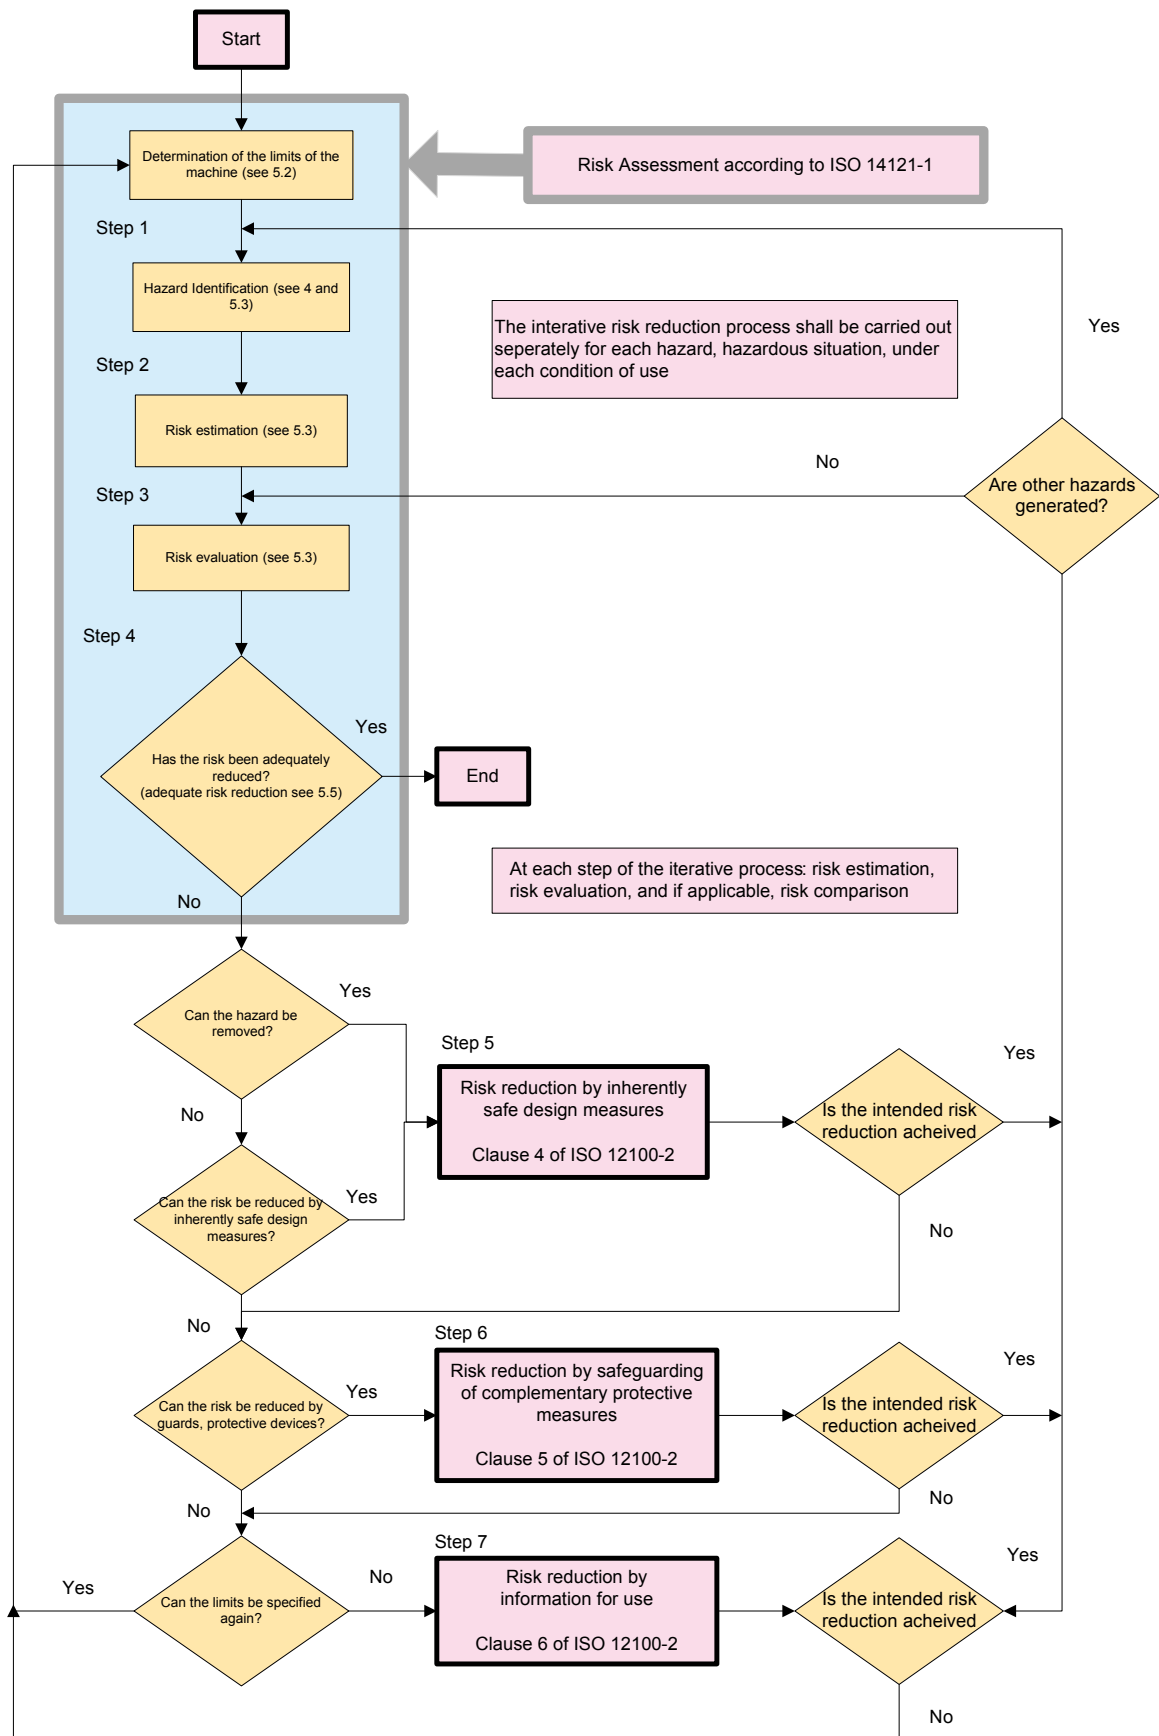 Start
Determination of the limits of the
machine (see 5.2)
Risk Assessment according to ISO 14121-1
Step 1
Hazard Identification (see 4 and
5.3)
The interative risk reduction process shall be carried out
seperately for each hazard, hazardous situation, under
each condition of use
Yes
Step 2
Risk estimation (see 5.3)
No
Are other hazards
generated?
Step 3
Risk evaluation (see 5.3)
Step 4
Has the risk been adequately
reduced?
(adequate risk reduction see 5.5)
Yes
End
At each step of the iterative process: risk estimation,
risk evaluation, and if applicable, risk comparison
No
Can the hazard be
removed?
Yes
Step 5
Risk reduction by inherently
safe design measures
Clause 4 of ISO 12100-2
Is the intended risk
reduction acheived
Yes
No
Can the risk be reduced by
inherently safe design
measures?
Yes
No
No
Step 6
Can the risk be reduced by
guards, protective devices?
Yes
Risk reduction by safeguarding
of complementary protective
measures
Clause 5 of ISO 12100-2
Is the intended risk
reduction acheived
Yes
No
No
Step 7
Yes
Can the limits be specified
again?
No
Risk reduction by
information for use
Clause 6 of ISO 12100-2
Is the intended risk
reduction acheived
Yes
No